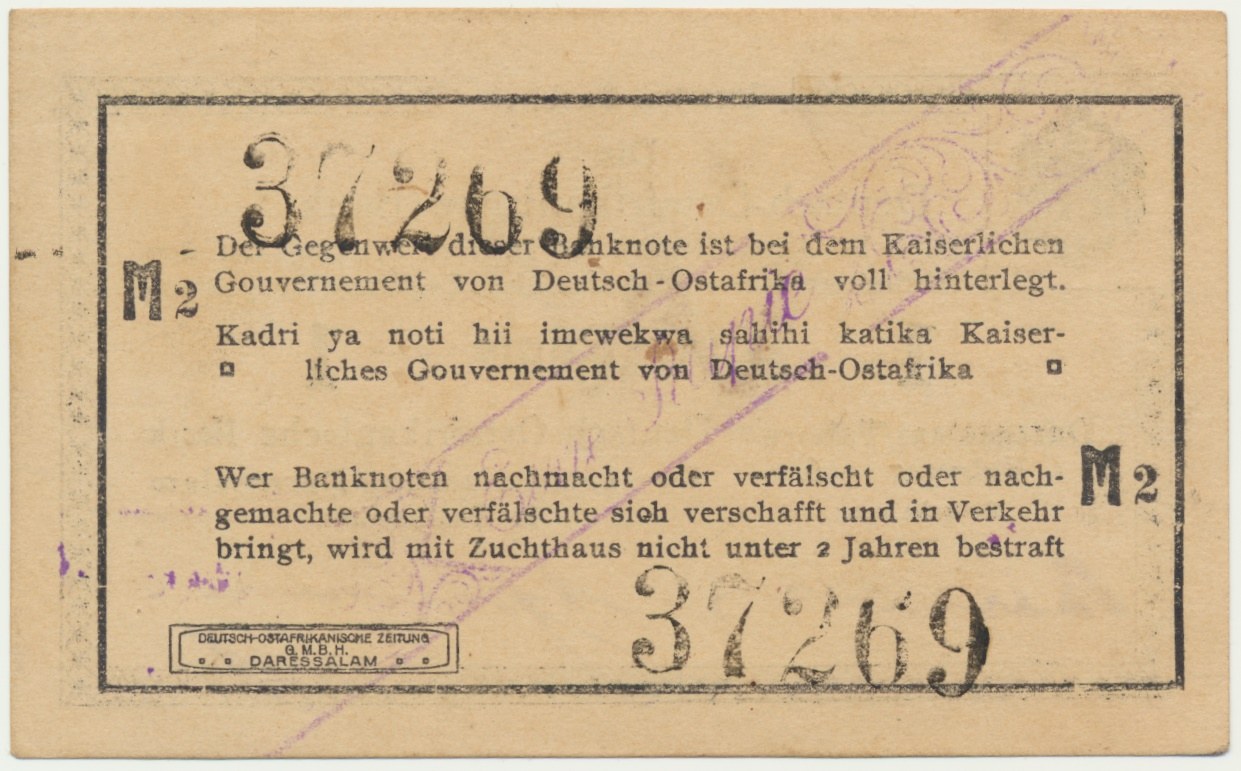 37269
Der Gegenwert dieser Banknote ist bei dem Kaiserlichen
M2 Gouvernement von Deutsch-Ostafrika voll hinterlegt.
Kadri ya noti hii imewekwa sahihi katika Kaiser-
liches Gouvernement von Deutsch-Ostafrika
Wer Banknoten nachmacht oder verfälscht oder nach-
M2
gemachte oder verfälschte sich verschafft und in Verkehr
bringt, wird mit Zuchthaus nicht unter 2 Jahren bestraft
37269
DEUTSCH-OSTAFRIKANISCHE ZEITUNG
G.M.B.H.
DARESSALAM